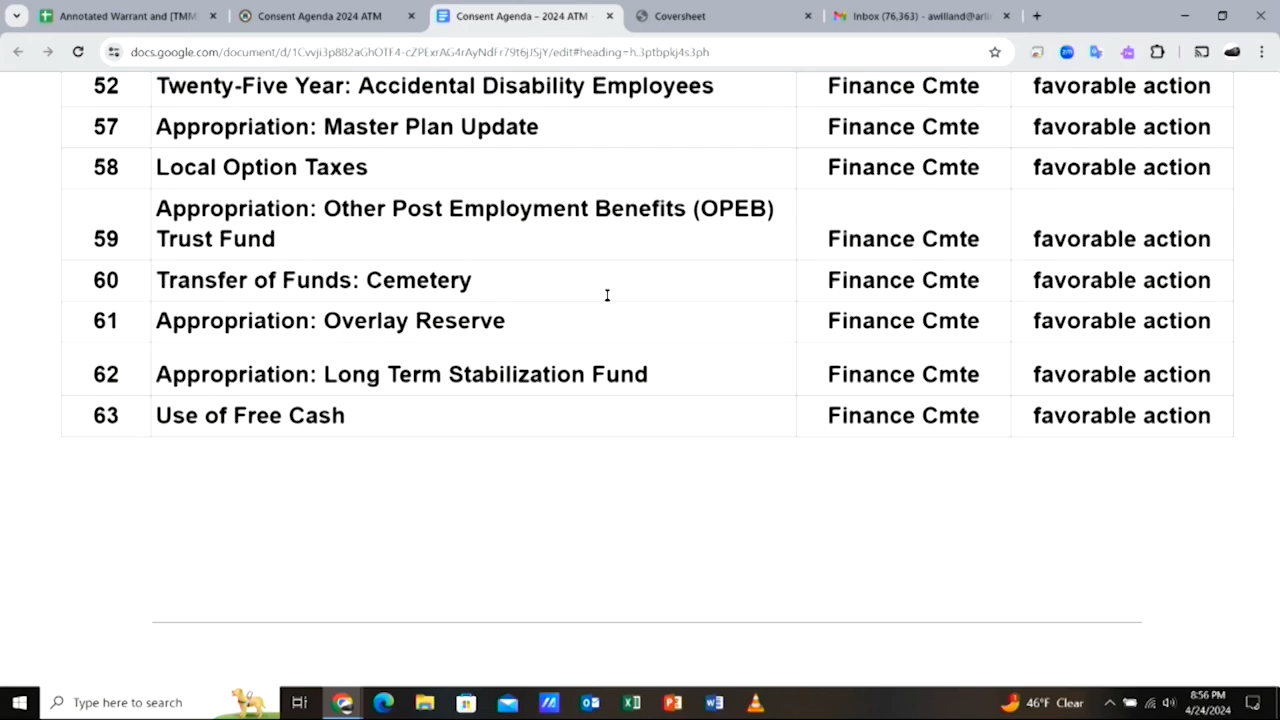 Annotated Warrant and [TMM
Consent Agenda 2024 ATM
Consent Agenda – 2024 ATM
Coversheet
Inbox (76,363) - awilland@arli
docs.google.com/document/d/1Cvvji3p882aGhOTF4-cZPExrAG4rAyNdFr79t6jJSjY/edit#heading=h.3ptbpkj4s3ph
52 Twenty-Five Year: Accidental Disability Employees Finance Cmte favorable action
57 Appropriation: Master Plan Update Finance Cmte favorable action
58 Local Option Taxes Finance Cmte favorable action
Appropriation: Other Post Employment Benefits (OPEB)
59 Trust Fund Finance Cmte favorable action
60 Transfer of Funds: Cemetery Finance Cmte favorable action
61 Appropriation: Overlay Reserve Finance Cmte favorable action
62 Appropriation: Long Term Stabilization Fund Finance Cmte favorable action
63 Use of Free Cash Finance Cmte favorable action
Type here to search
46°F Clear
8:56 PM
4/24/2024